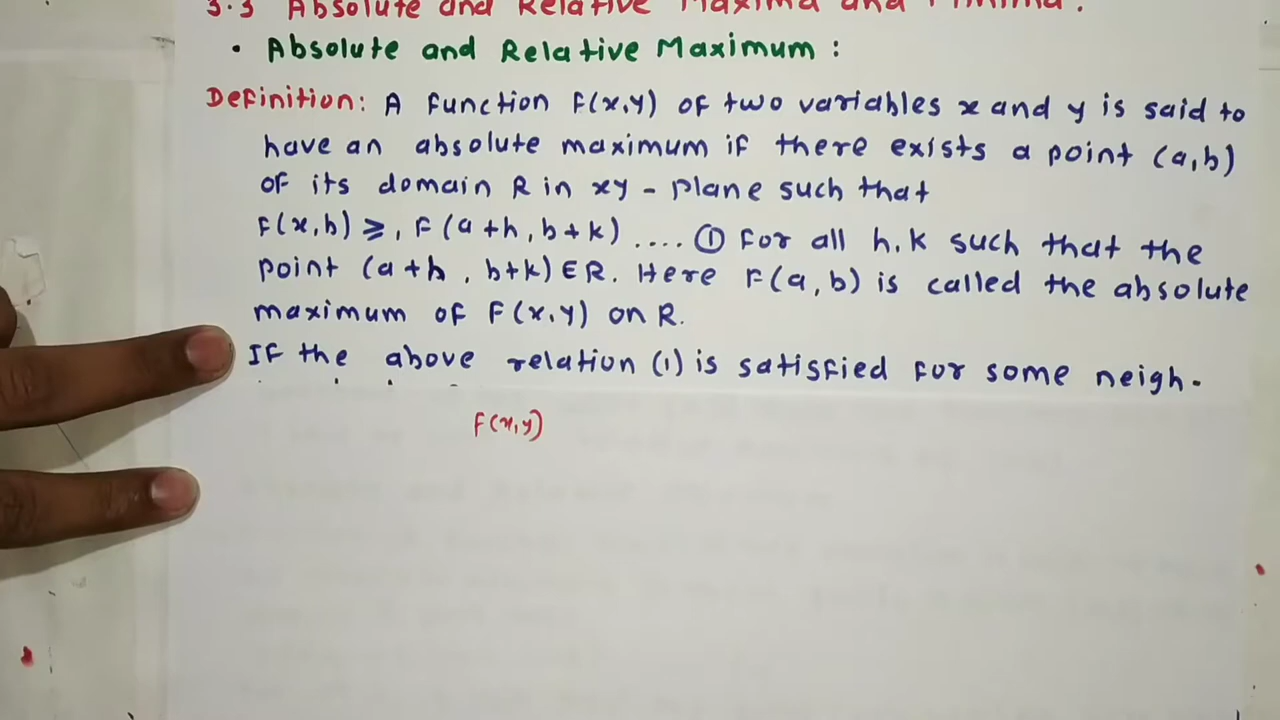 3.3 Absolute and Relative Maxima and Minima.
• Absolute and Relative Maximum :
Definition: A function f(x,y) of two variables x and y is said to
have an absolute maximum if there exists a point (a,b)
of its domain R in xy - plane such that
f(x,b) ≥, f(a+h, b+k) .... ① for all h,k such that the
point (a+h, b+k) ∈ R. Here f(a,b) is called the absolute
maximum of f(x,y) on R.
If the above relation (1) is satisfied for some neigh-
f(x,y)